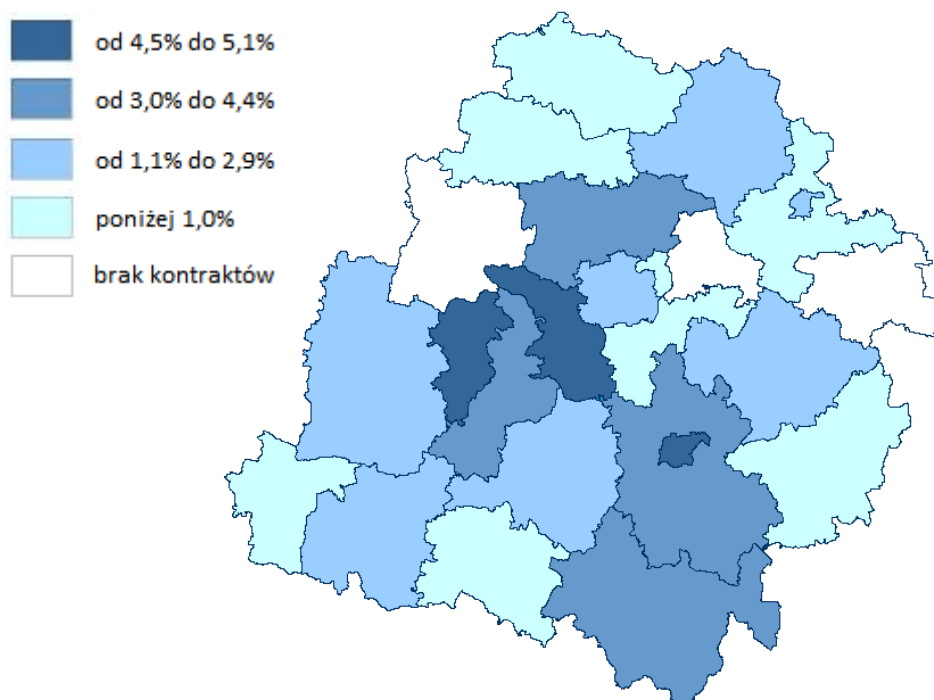 od 4,5% do 5,1%
od 3,0% do 4,4%
od 1,1% do 2,9%
poniżej 1,0%
brak kontraktów